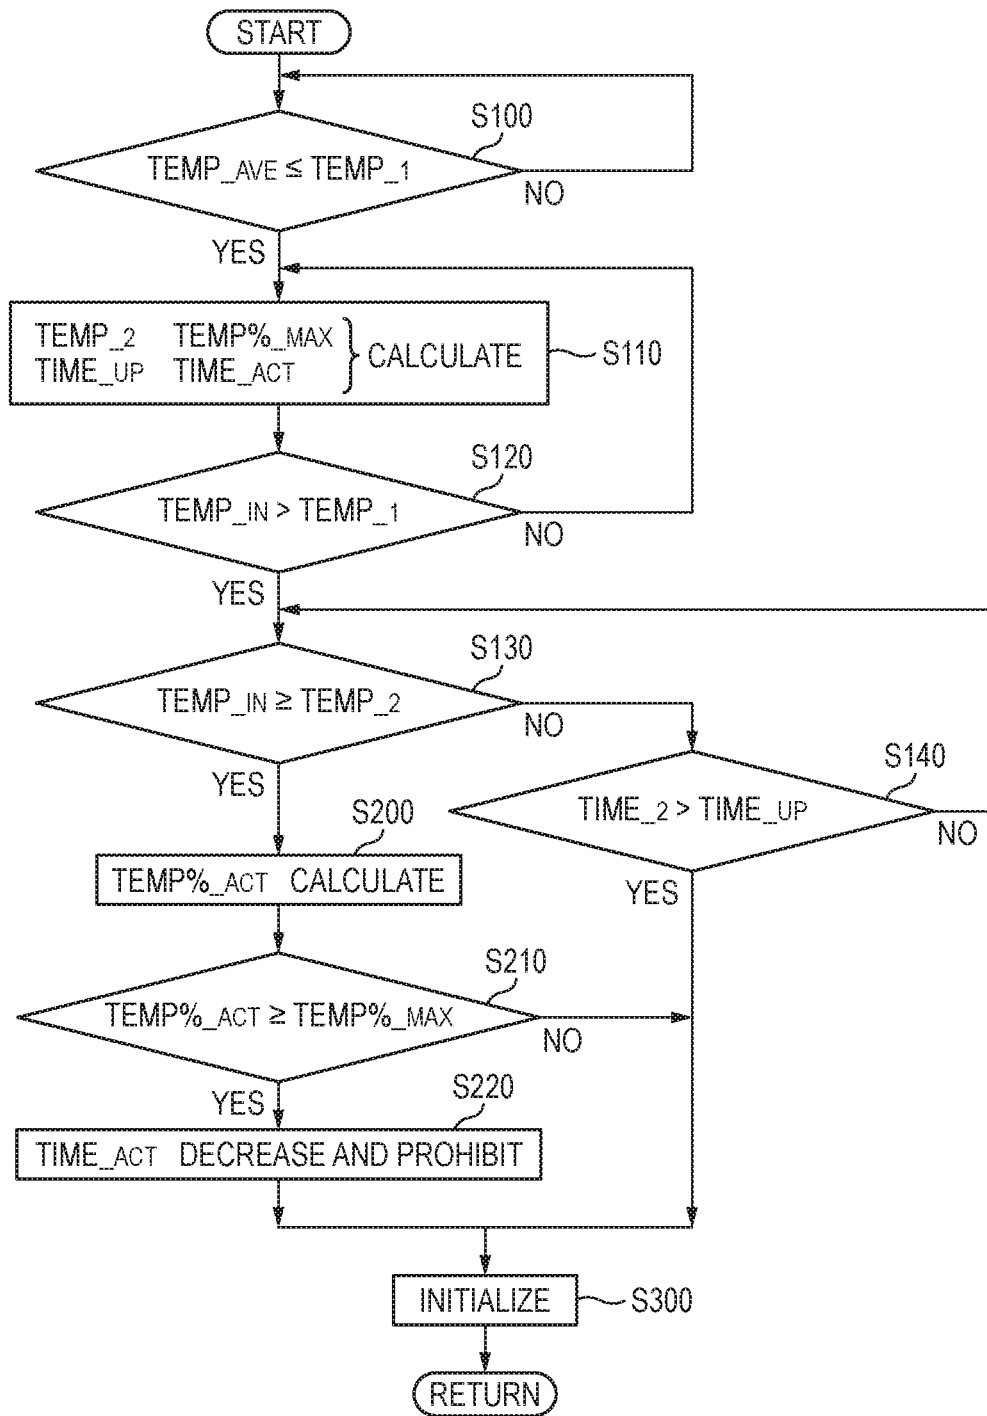 START
S100
TEMP_AVE ≤ TEMP_1
NO
YES
TEMP_2 TEMP%_MAX
TIME_UP TIME_ACT
CALCULATE
S110
S120
TEMP_IN > TEMP_1
NO
YES
S130
TEMP_IN ≥ TEMP_2
NO
YES
S140
TIME_2 > TIME_UP
NO
YES
S200
TEMP%_ACT CALCULATE
S210
TEMP%_ACT ≥ TEMP%_MAX
NO
YES
S220
TIME_ACT DECREASE AND PROHIBIT
INITIALIZE
S300
RETURN